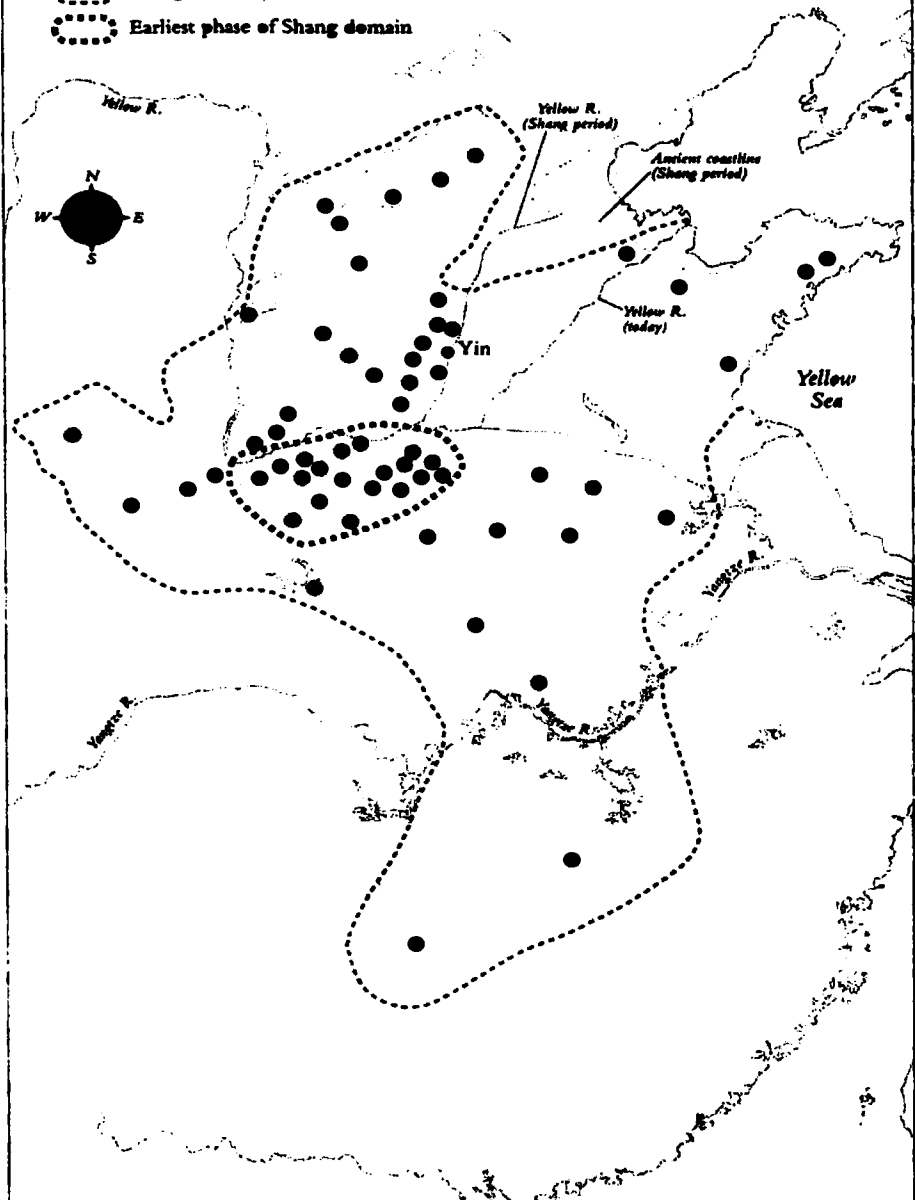 Earliest phase of Shang domain
Yellow R.
Yellow R.
(Shang period)
Ancient coastline
(Shang period)
N
W
E
S
Yellow R.
(today)
Yin
Yellow
Sea
Yangtze R.
Yangtze R.
Yangtze R.